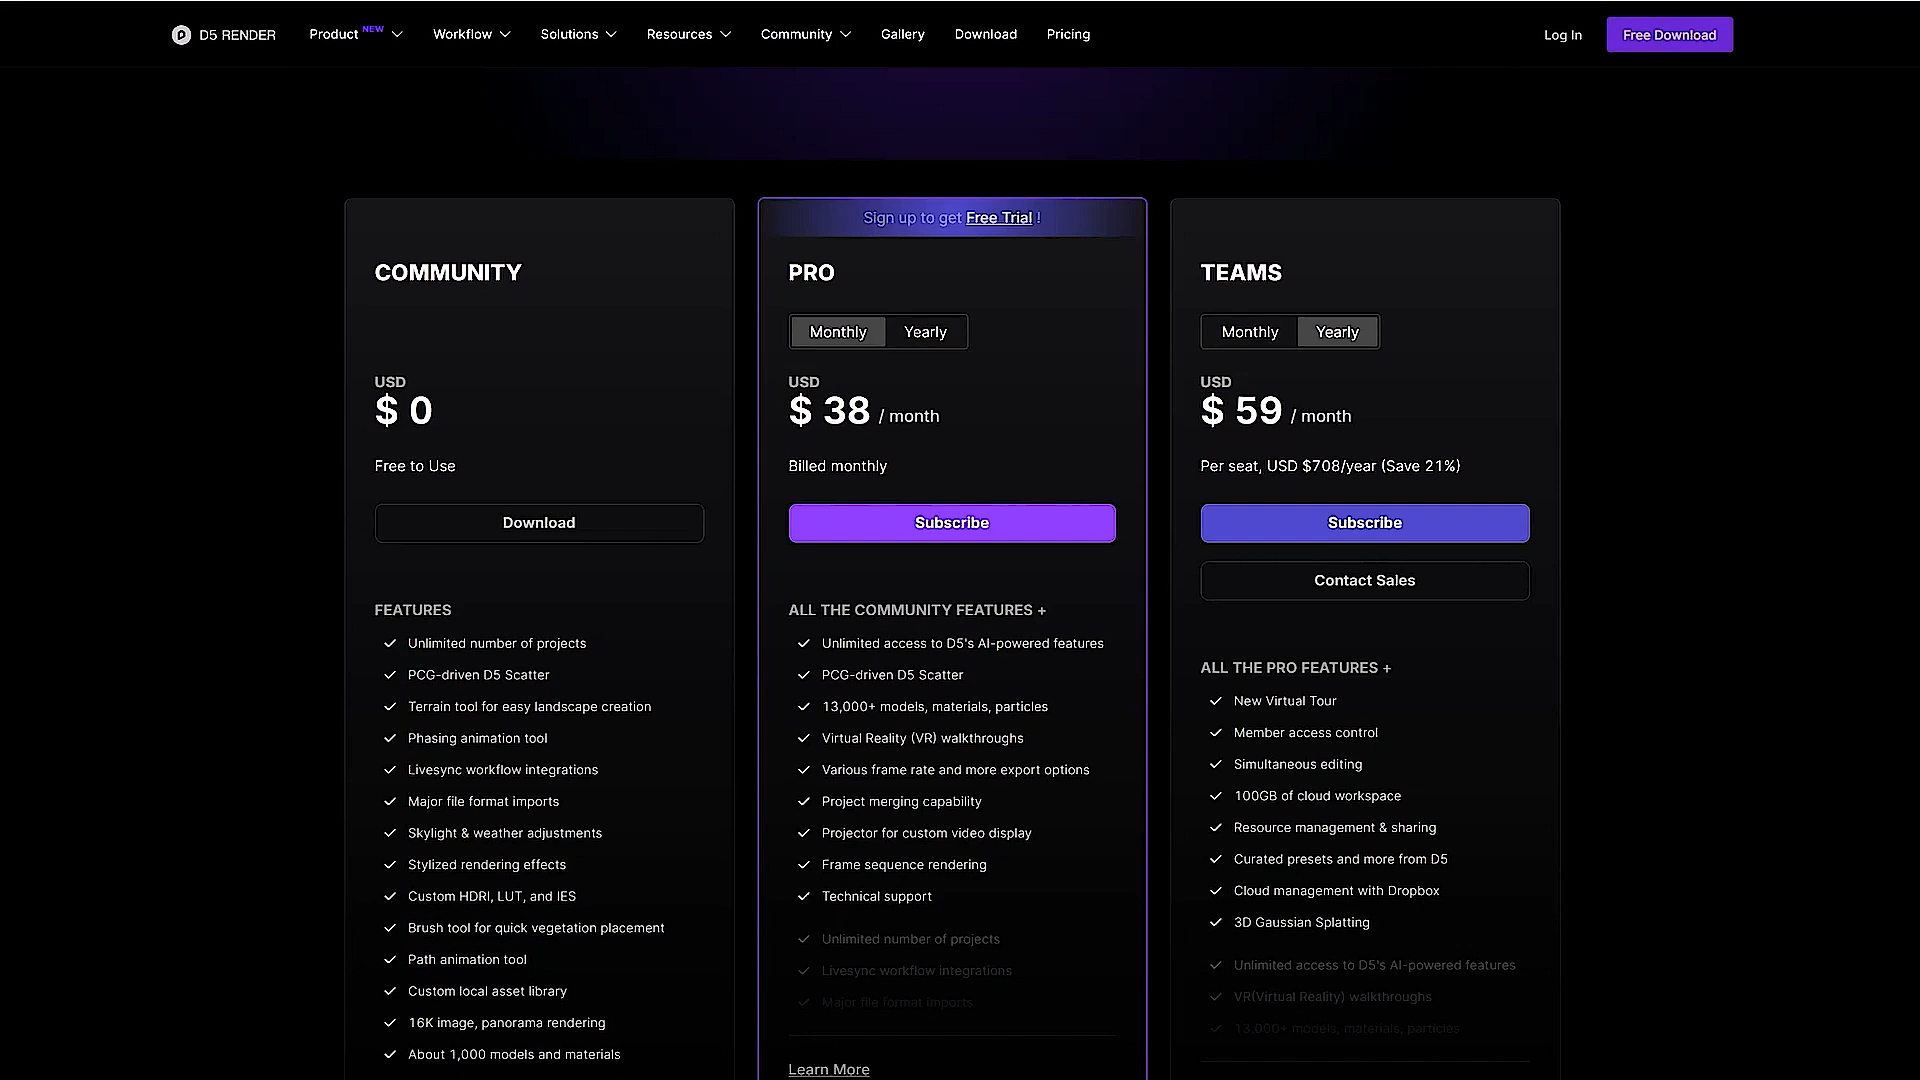 D5 RENDER
Product NEW
Workflow
Solutions
Resources
Community
Gallery
Download
Pricing
Log In
Free Download
COMMUNITY
USD
$ 0
Free to Use
Download
FEATURES
Unlimited number of projects
PCG-driven D5 Scatter
Terrain tool for easy landscape creation
Phasing animation tool
Livesync workflow integrations
Major file format imports
Skylight & weather adjustments
Stylized rendering effects
Custom HDRI, LUT, and IES
Brush tool for quick vegetation placement
Path animation tool
Custom local asset library
16K image, panorama rendering
About 1,000 models and materials
Sign up to get Free Trial !
PRO
Monthly
Yearly
USD
$ 38 / month
Billed monthly
Subscribe
ALL THE COMMUNITY FEATURES +
Unlimited access to D5's AI-powered features
PCG-driven D5 Scatter
13,000+ models, materials, particles
Virtual Reality (VR) walkthroughs
Various frame rate and more export options
Project merging capability
Projector for custom video display
Frame sequence rendering
Technical support
Unlimited number of projects
Livesync workflow integrations
Major file format imports
Learn More
TEAMS
Monthly
Yearly
USD
$ 59 / month
Per seat, USD $708/year (Save 21%)
Subscribe
Contact Sales
ALL THE PRO FEATURES +
New Virtual Tour
Member access control
Simultaneous editing
100GB of cloud workspace
Resource management & sharing
Curated presets and more from D5
Cloud management with Dropbox
3D Gaussian Splatting
Unlimited access to D5's AI-powered features
VR(Virtual Reality) walkthroughs
13,000+ models, materials, particles